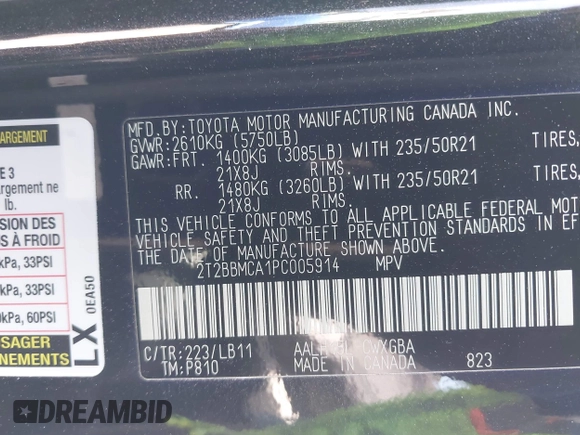 MFD.BY:TOYOTA MOTOR MANUFACTURING CANADA INC.
GVWR:2610KG (5750LB)
GAWR:FRT. 1400KG (3085LB) WITH 235/50R21 TIRES,
21X8J RIMS.
RR. 1480KG (3260LB) WITH 235/50R21 TIRES,
21X8J RIMS.
THIS VEHICLE CONFORMS TO ALL APPLICABLE FEDERAL MOT
VEHICLE SAFETY AND THEFT PREVENTION STANDARDS IN EF
DATE OF MANUFACTURE SHOWN ABOVE.
2T2BBMCA1PC005914 MPV
C/TR:223/LB11
TM:P810
MADE IN CANADA
823
ARGEMENT
E 3
argement ne
lb.
SION DES
S À FROID
kPa, 33PSI
kPa, 33PSI
kPa, 60PSI
SAGER
NEMENTS
LX
0EA50
DREAMBID